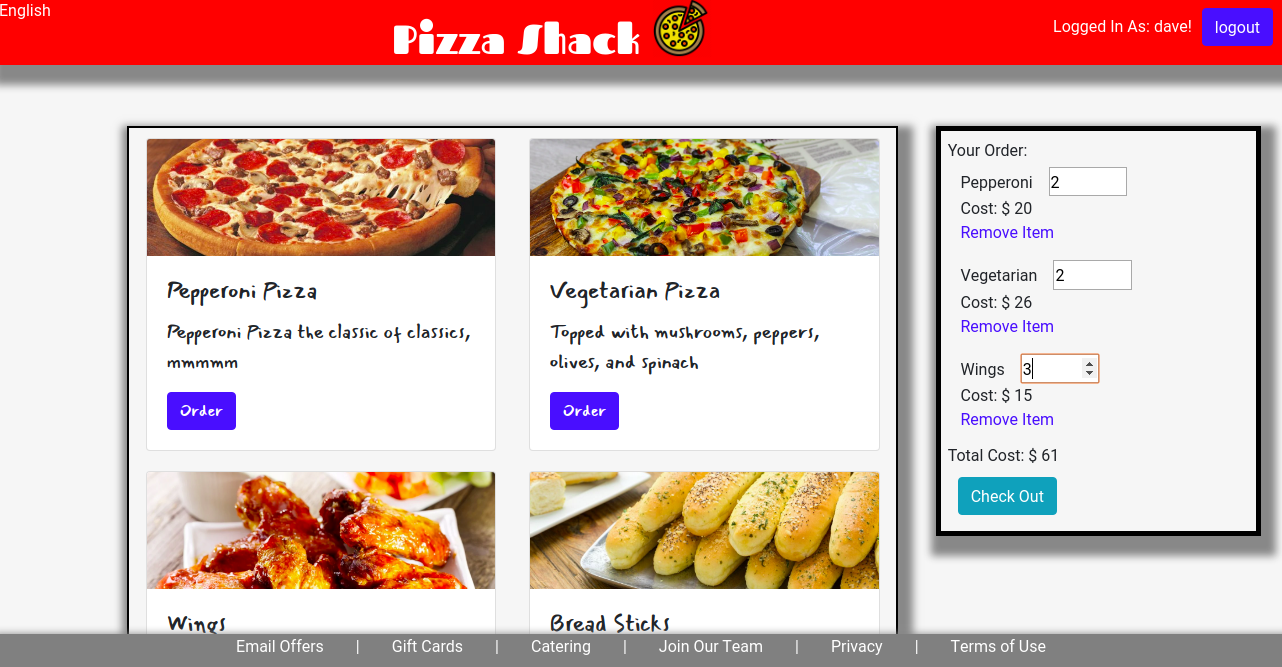 English
Pizza Shack
Logged In As: dave!
logout
Pepperoni Pizza
Pepperoni Pizza the classic of classics,
mmmmm
Order
Vegetarian Pizza
Topped with mushrooms, peppers,
olives, and spinach
Order
Wings
Bread Sticks
Your Order:
Pepperoni 2
Cost: $ 20
Remove Item
Vegetarian 2
Cost: $ 26
Remove Item
Wings 3
Cost: $ 15
Remove Item
Total Cost: $ 61
Check Out
Email Offers | Gift Cards | Catering | Join Our Team | Privacy | Terms of Use